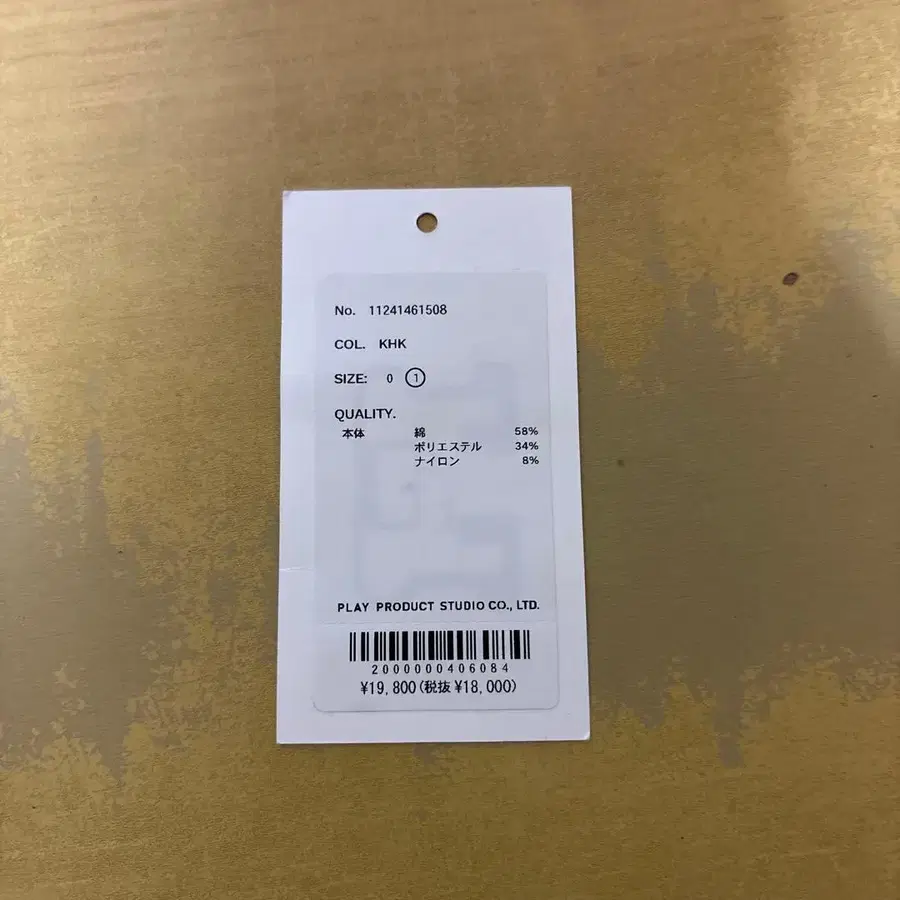 No. 11241461508
COL. KHK
SIZE: 0 ①
QUALITY.
本体 綿 58%
ポリエステル 34%
ナイロン 8%
PLAY PRODUCT STUDIO CO., LTD.
2000000406084
¥19,800(税抜¥18,000)